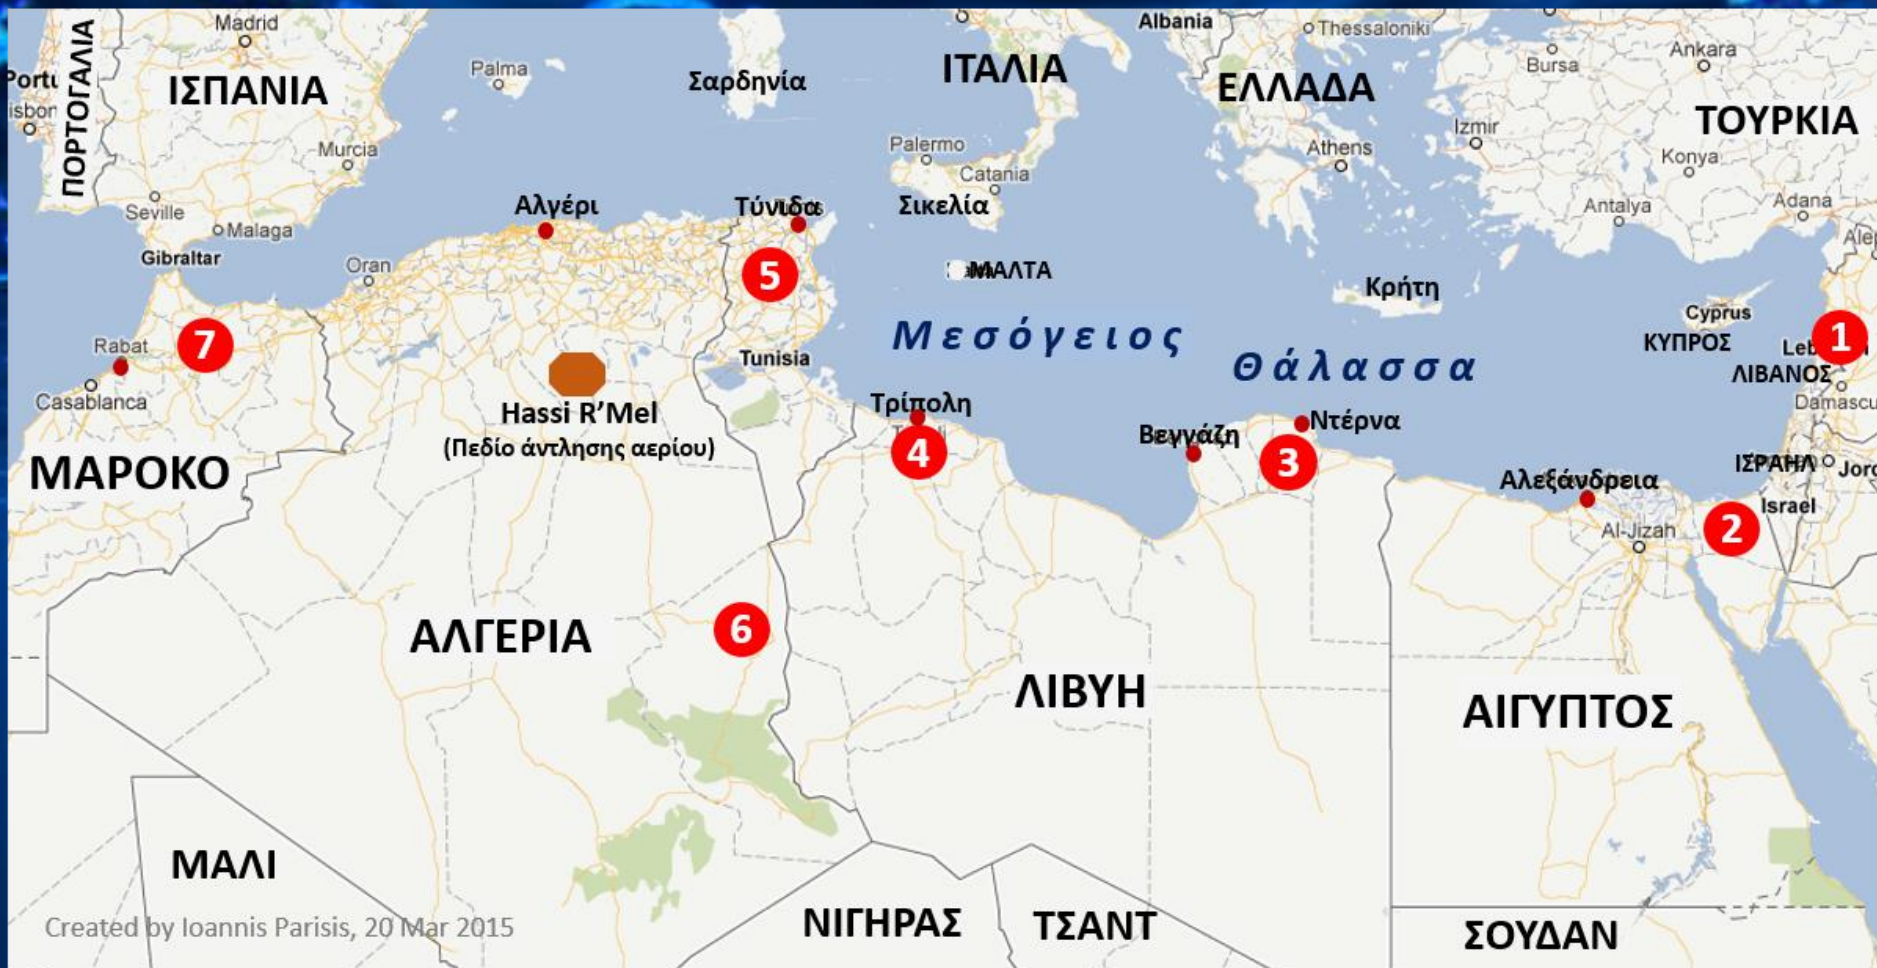 Madrid
Albania
Thessaloniki
ΠΟΡΤΟΓΑΛΙΑ
ΙΣΠΑΝΙΑ
Palma
Σαρδηνία
ΙΤΑΛΙΑ
ΕΛΛΑΔΑ
Bursa
Ankara
ΤΟΥΡΚΙΑ
Murcia
Palermo
Catania
Athens
Izmir
Konya
Seville
Malaga
Αλγέρι
Τύνιδα
Σικελία
Antalya
Adana
Gibraltar
Oran
5
ΜΑΛΤΑ
Κρήτη
Cyprus
ΚΥΠΡΟΣ
1
7
Rabat
Casablanca
Tunisia
Μεσόγειος
Θάλασσα
ΛΙΒΑΝΟΣ
Hassi R’Mel
(Πεδίο άντλησης αερίου)
Τρίπολη
4
Βεγγάζη
Ντέρνα
3
ΜΑΡΟΚΟ
Αλεξάνδρεια
ΙΣΡΑΗΛ
Israel
Al-Jizah
2
ΑΛΓΕΡΙΑ
6
ΛΙΒΥΗ
ΑΙΓΥΠΤΟΣ
ΜΑΛΙ
ΝΙΓΗΡΑΣ
ΤΣΑΝΤ
ΣΟΥΔΑΝ
Created by Ioannis Parisis, 20 Mar 2015